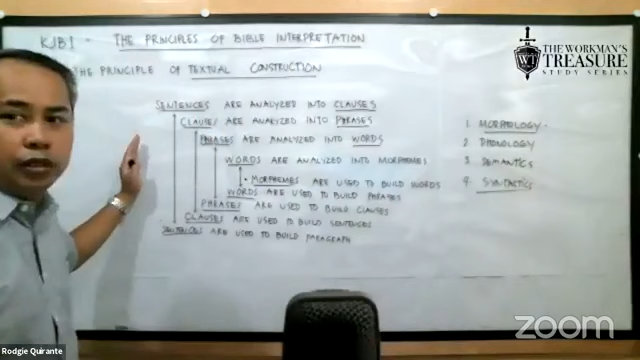 KJBI - THE PRINCIPLES OF BIBLE INTERPRETATION
THE PRINCIPLE OF TEXTUAL CONSTRUCTION
SENTENCES ARE ANALYZED INTO CLAUSES
CLAUSES ARE ANALYZED INTO PHRASES
PHRASES ARE ANALYZED INTO WORDS
WORDS ARE ANALYZED INTO MORPHEMES
• MORPHEMES ARE USED TO BUILD WORDS
WORDS ARE USED TO BUILD PHRASES
PHRASES ARE USED TO BUILD CLAUSES
CLAUSES ARE USED TO BUILD SENTENCES
SENTENCES ARE USED TO BUILD PARAGRAPH
1. MORPHOLOGY
2. PHONOLOGY
3. SEMANTICS
4. SYNTACTICS
WT
THE WORKMAN'S
TREASURE
STUDY SERIES
Rodgie Quirante
zoom